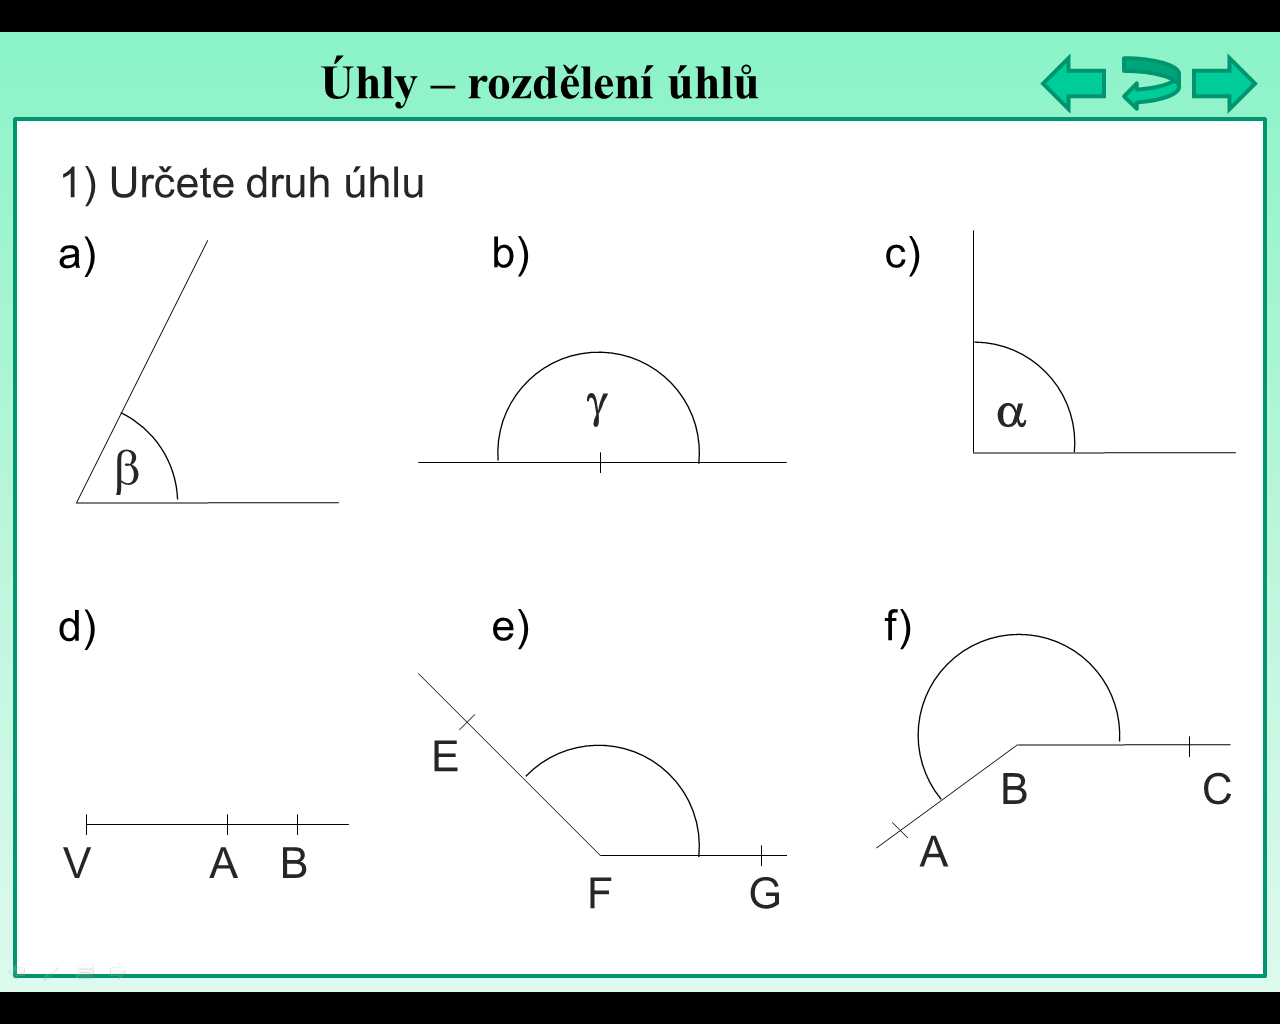 Úhly – rozdělení úhlů
1) Určete druh úhlu
a) b) c)
β γ α
d) e) f)
E
V A B
F G
B C
A